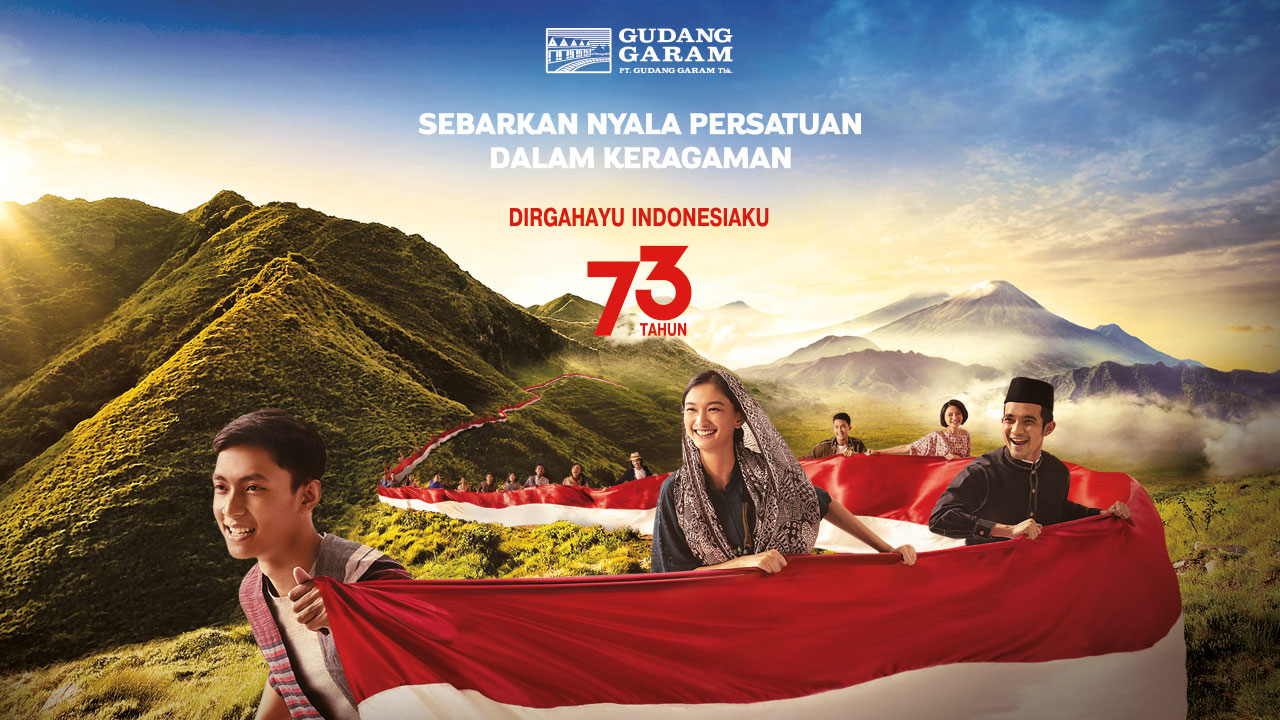 GUDANG
GARAM
PT. GUDANG GARAM Tbk.
SEBARKAN NYALA PERSATUAN
DALAM KERAGAMAN
DIRGAHAYU INDONESIAKU
73
TAHUN